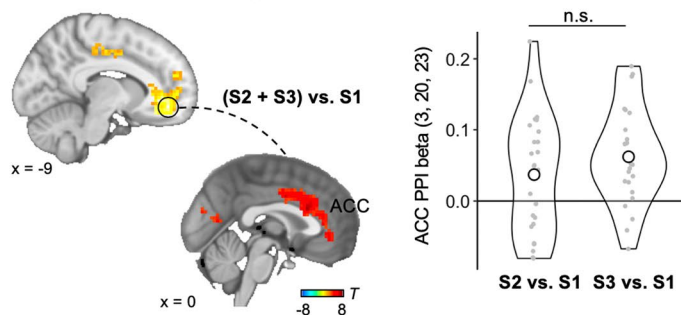 (S2 + S3) vs. S1
x = -9
ACC
x = 0
T
-8 8
n.s.
ACC PPI beta (3, 20, 23)
0.2
0.1
0.0
S2 vs. S1 S3 vs. S1